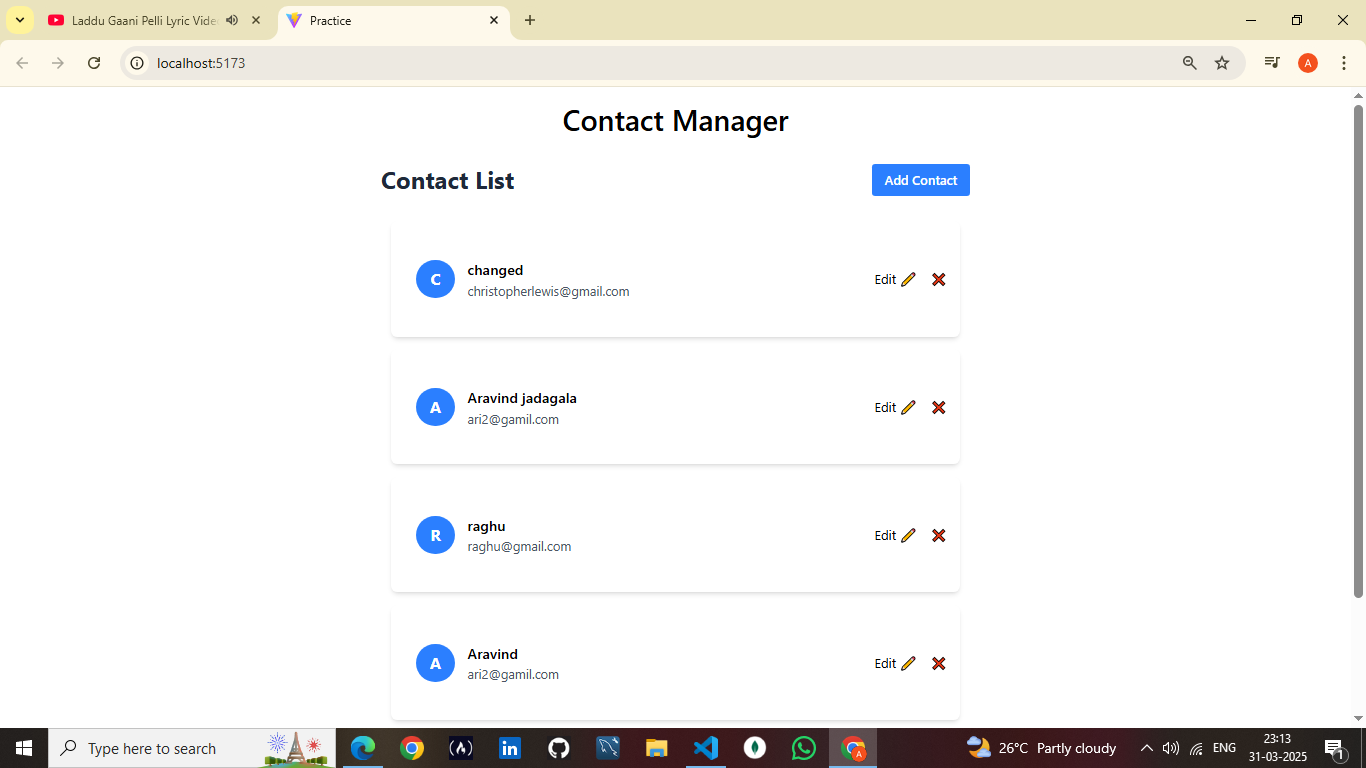 Laddu Gaani Pelli Lyric Vide
Practice
localhost:5173
A
Contact Manager
Contact List
Add Contact
C
changed
christopherlewis@gmail.com
Edit
A
Aravind jadagala
ari2@gamil.com
Edit
R
raghu
raghu@gmail.com
Edit
A
Aravind
ari2@gamil.com
Edit
Type here to search
in
A
26°C Partly cloudy
ENG
23:13
31-03-2025
1